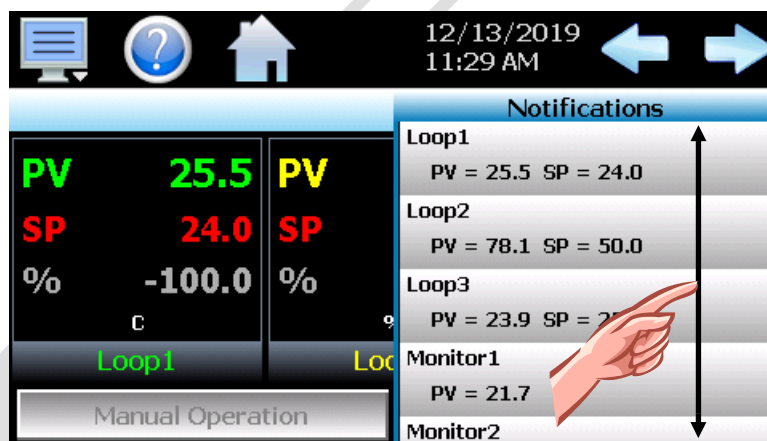 12/13/2019
11:29 AM
Notifications
PV 25.5
SP 24.0
% -100.0
C
Loop1
PV
SP
%
Manual Operation
Loop1
PV = 25.5 SP = 24.0
Loop2
PV = 78.1 SP = 50.0
Loop3
PV = 23.9 SP =
Monitor1
PV = 21.7
Monitor2